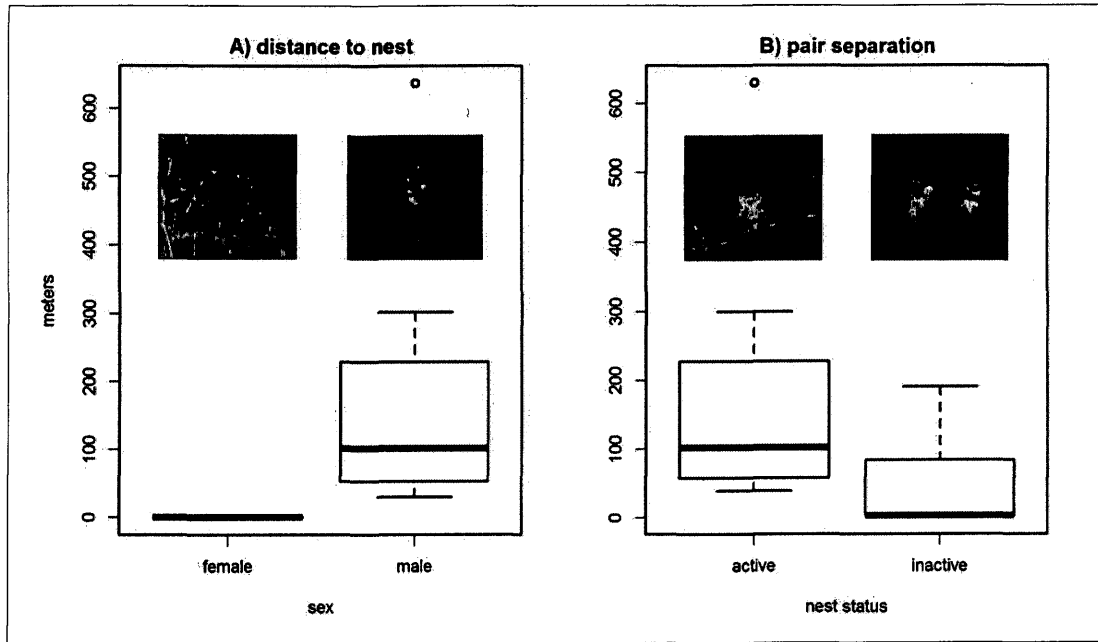 A) distance to nest
meters
600
500
400
300
200
100
0
female
male
sex
B) pair separation
600
500
400
300
200
100
0
active
inactive
nest status